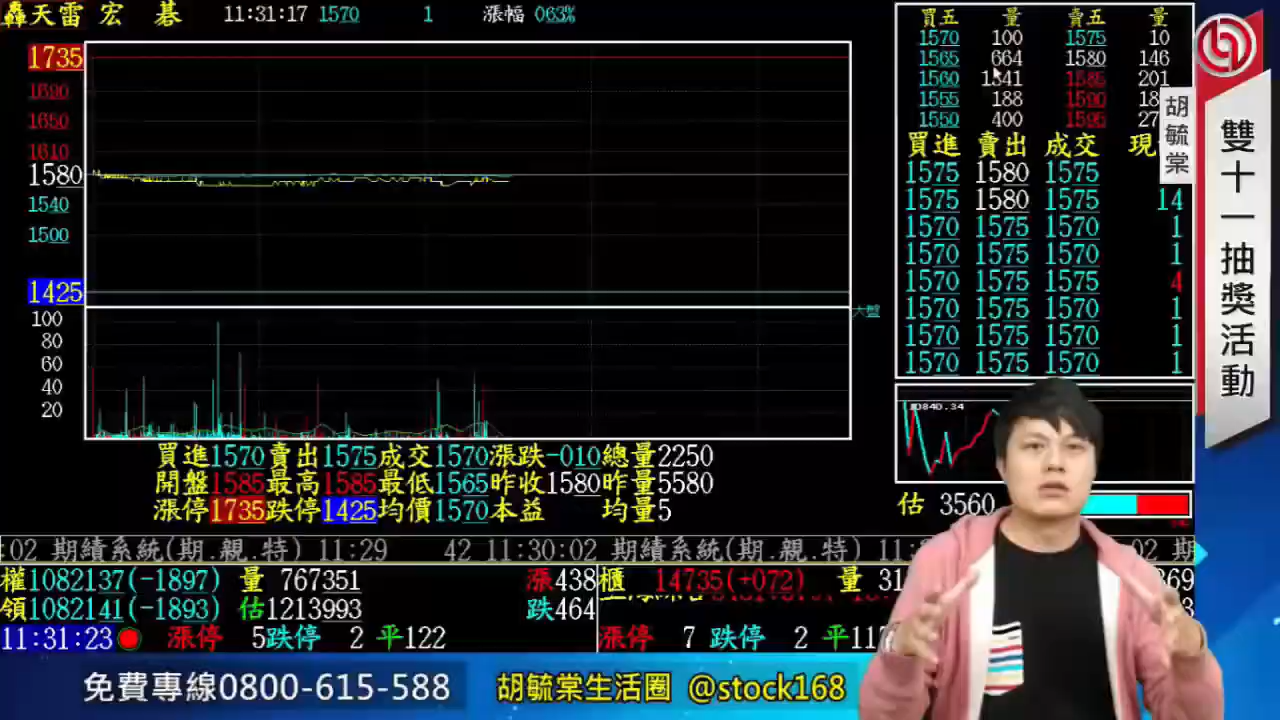 轟天雷 宏 碁 11:31:17 1570 1 漲幅 063%
1735
1690
1650
1610
1580
1540
1500
1425
100
80
60
40
20
大盤
買五 量 賣五 量
1570 100 1575 10
1565 664 1580 146
1560 1341 1585 201
1555 188 1590
1550 400 1595
買進 賣出 成交
1575 1580 1575
1575 1580 1575 14
1570 1575 1570 1
1570 1575 1570 1
1570 1575 1570 4
1570 1575 1570 1
1570 1575 1570 1
1570 1575 1570 1
胡毓棠
雙十一抽獎活動
10840.34
估 3560
買進1570賣出1575成交1570漲跌-010總量2250
開盤1585最高1585最低1565昨收1580昨量5580
漲停1735跌停1425均價1570本益 均量5
:02 期績系統(期.親.特) 11:29 42 11:30:02 期績系統(期.親.特)
權1082137(-1897) 量 767351 漲438
櫃 14735(+072) 量
領1082141(-1893) 估1213993 跌464
11:31:23 漲停 5跌停 2 平122
漲停 7 跌停 2
免費專線0800-615-588
胡毓棠生活圈 @stock168